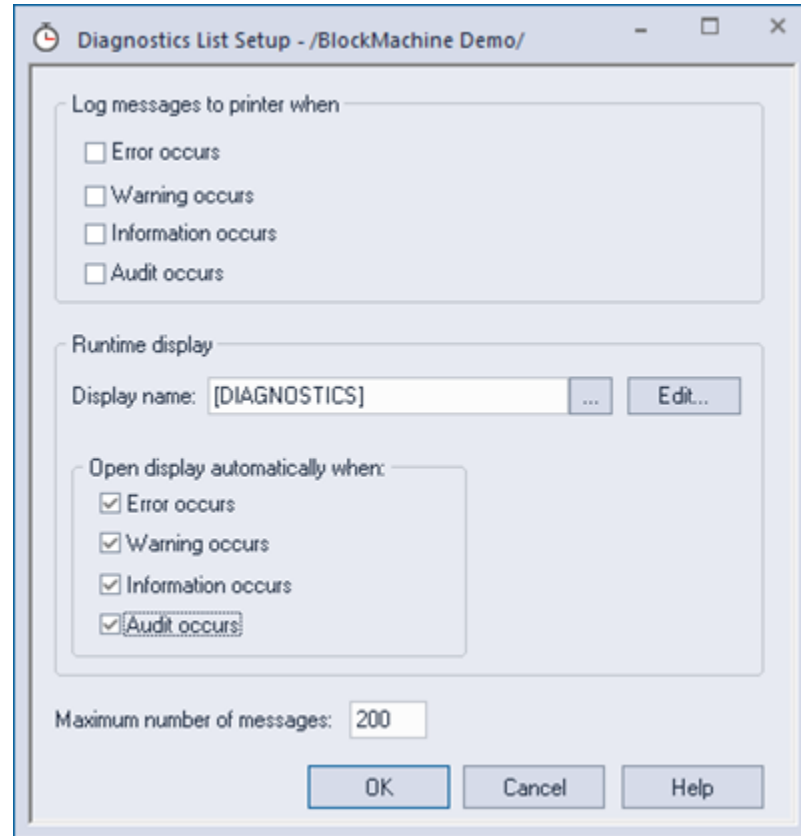 Diagnostics List Setup - /BlockMachine Demo/
Log messages to printer when
Error occurs
Warning occurs
Information occurs
Audit occurs
Runtime display
Display name: [DIAGNOSTICS] ... Edit...
Open display automatically when:
Error occurs
Warning occurs
Information occurs
Audit occurs
Maximum number of messages: 200
OK Cancel Help